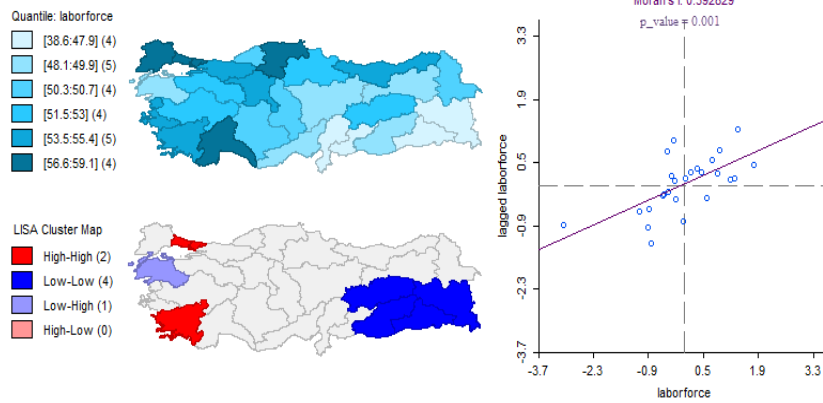 Quantile: laborforce
[38.6:47.9] (4)
[48.1:49.9] (5)
[50.3:50.7] (4)
[51.5:53] (4)
[53.5:55.4] (5)
[56.6:59.1] (4)
LISA Cluster Map
High-High (2)
Low-Low (4)
Low-High (1)
High-Low (0)
Moran's I: 0.592829
p_value = 0.001
lagged laborforce
3.3
1.9
0.5
-0.9
-2.3
-3.7
-3.7 -2.3 -0.9 0.5 1.9 3.3
laborforce